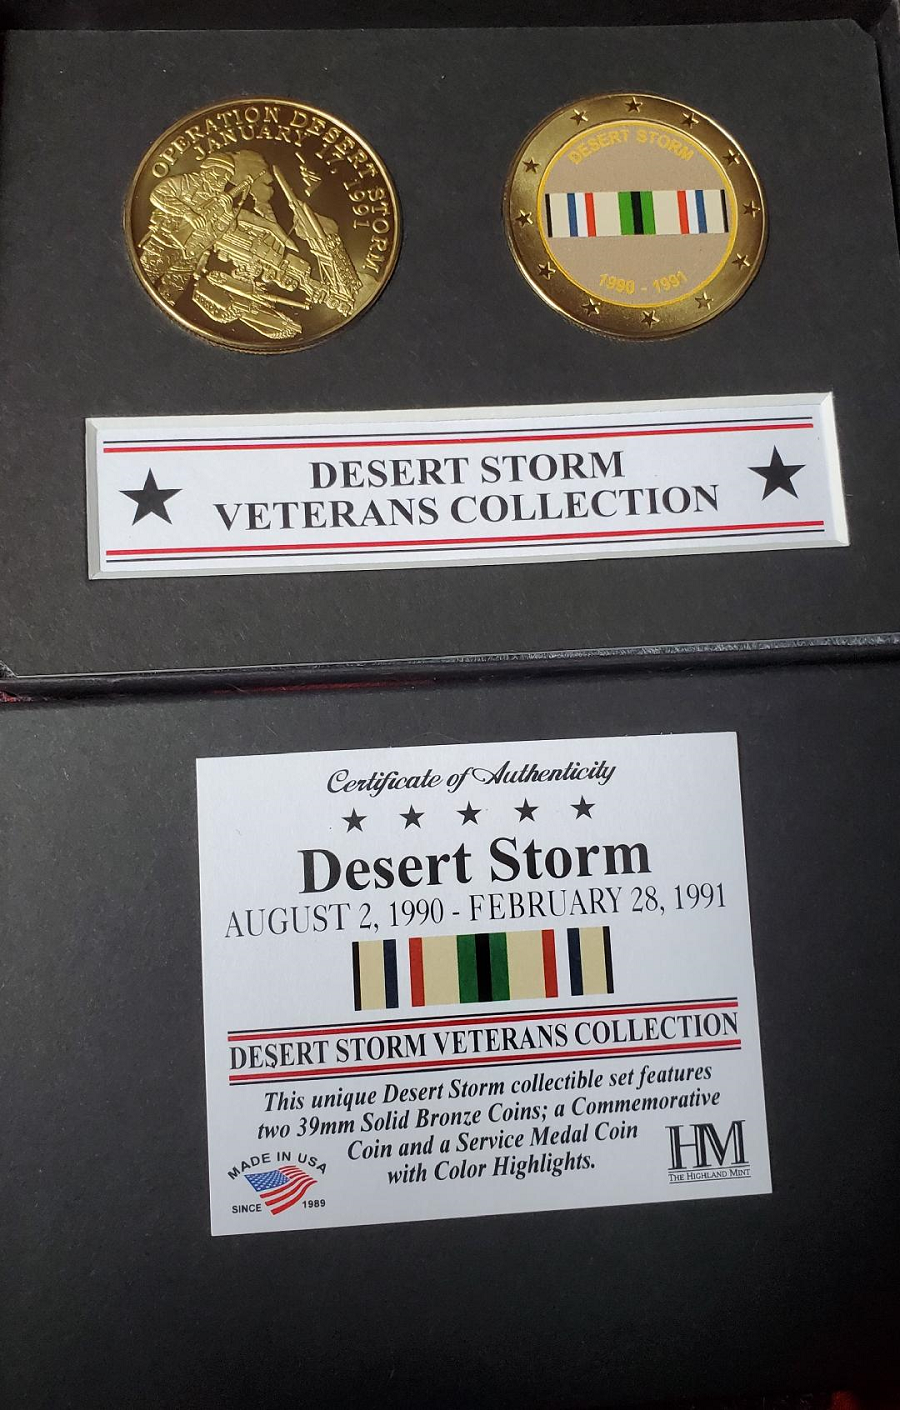 OPERATION DESERT STORM
JANUARY 17, 1991
DESERT STORM
1990 - 1991
DESERT STORM
VETERANS COLLECTION
Certificate of Authenticity
Desert Storm
AUGUST 2, 1990 - FEBRUARY 28, 1991
DESERT STORM VETERANS COLLECTION
This unique Desert Storm collectible set features
two 39mm Solid Bronze Coins; a Commemorative
Coin and a Service Medal Coin
with Color Highlights.
MADE IN USA
SINCE 1989
HM
THE HIGHLAND MINT